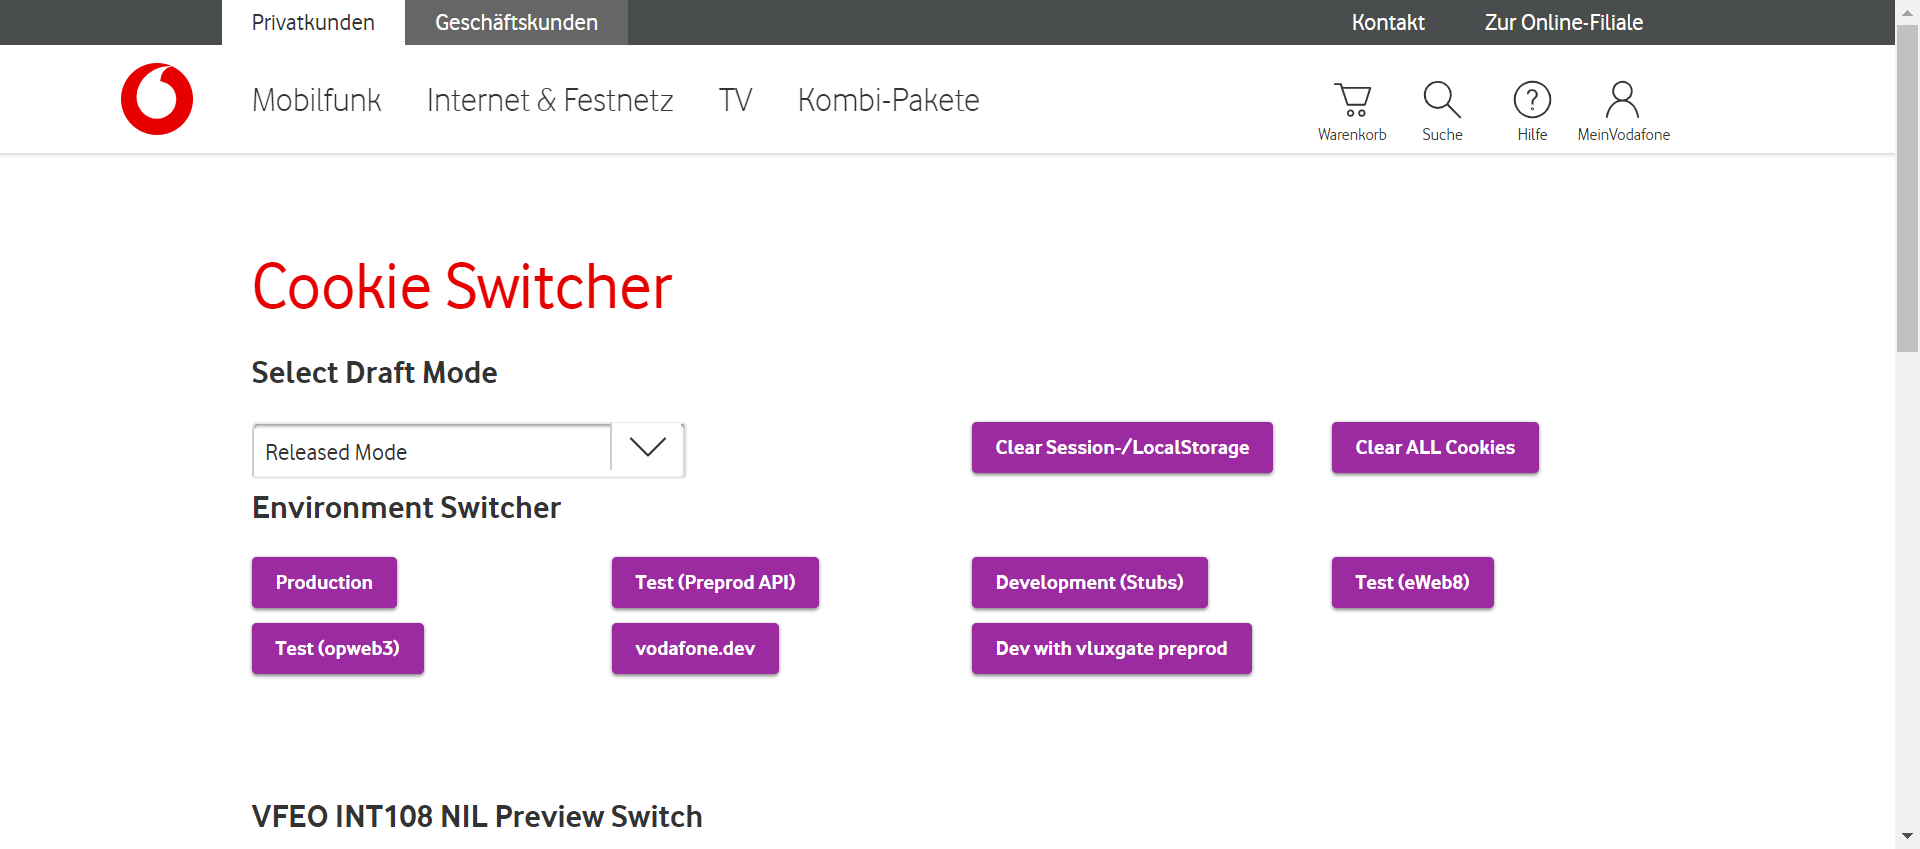 Privatkunden Geschäftskunden Kontakt Zur Online-Filiale
Mobilfunk Internet & Festnetz TV Kombi-Pakete
Warenkorb Suche Hilfe MeinVodafone
Cookie Switcher
Select Draft Mode
Released Mode Clear Session-/LocalStorage Clear ALL Cookies
Environment Switcher
Production Test (Preprod API) Development (Stubs) Test (eWeb8)
Test (opweb3) vodafone.dev Dev with vluxgate preprod
VFEO INT108 NIL Preview Switch